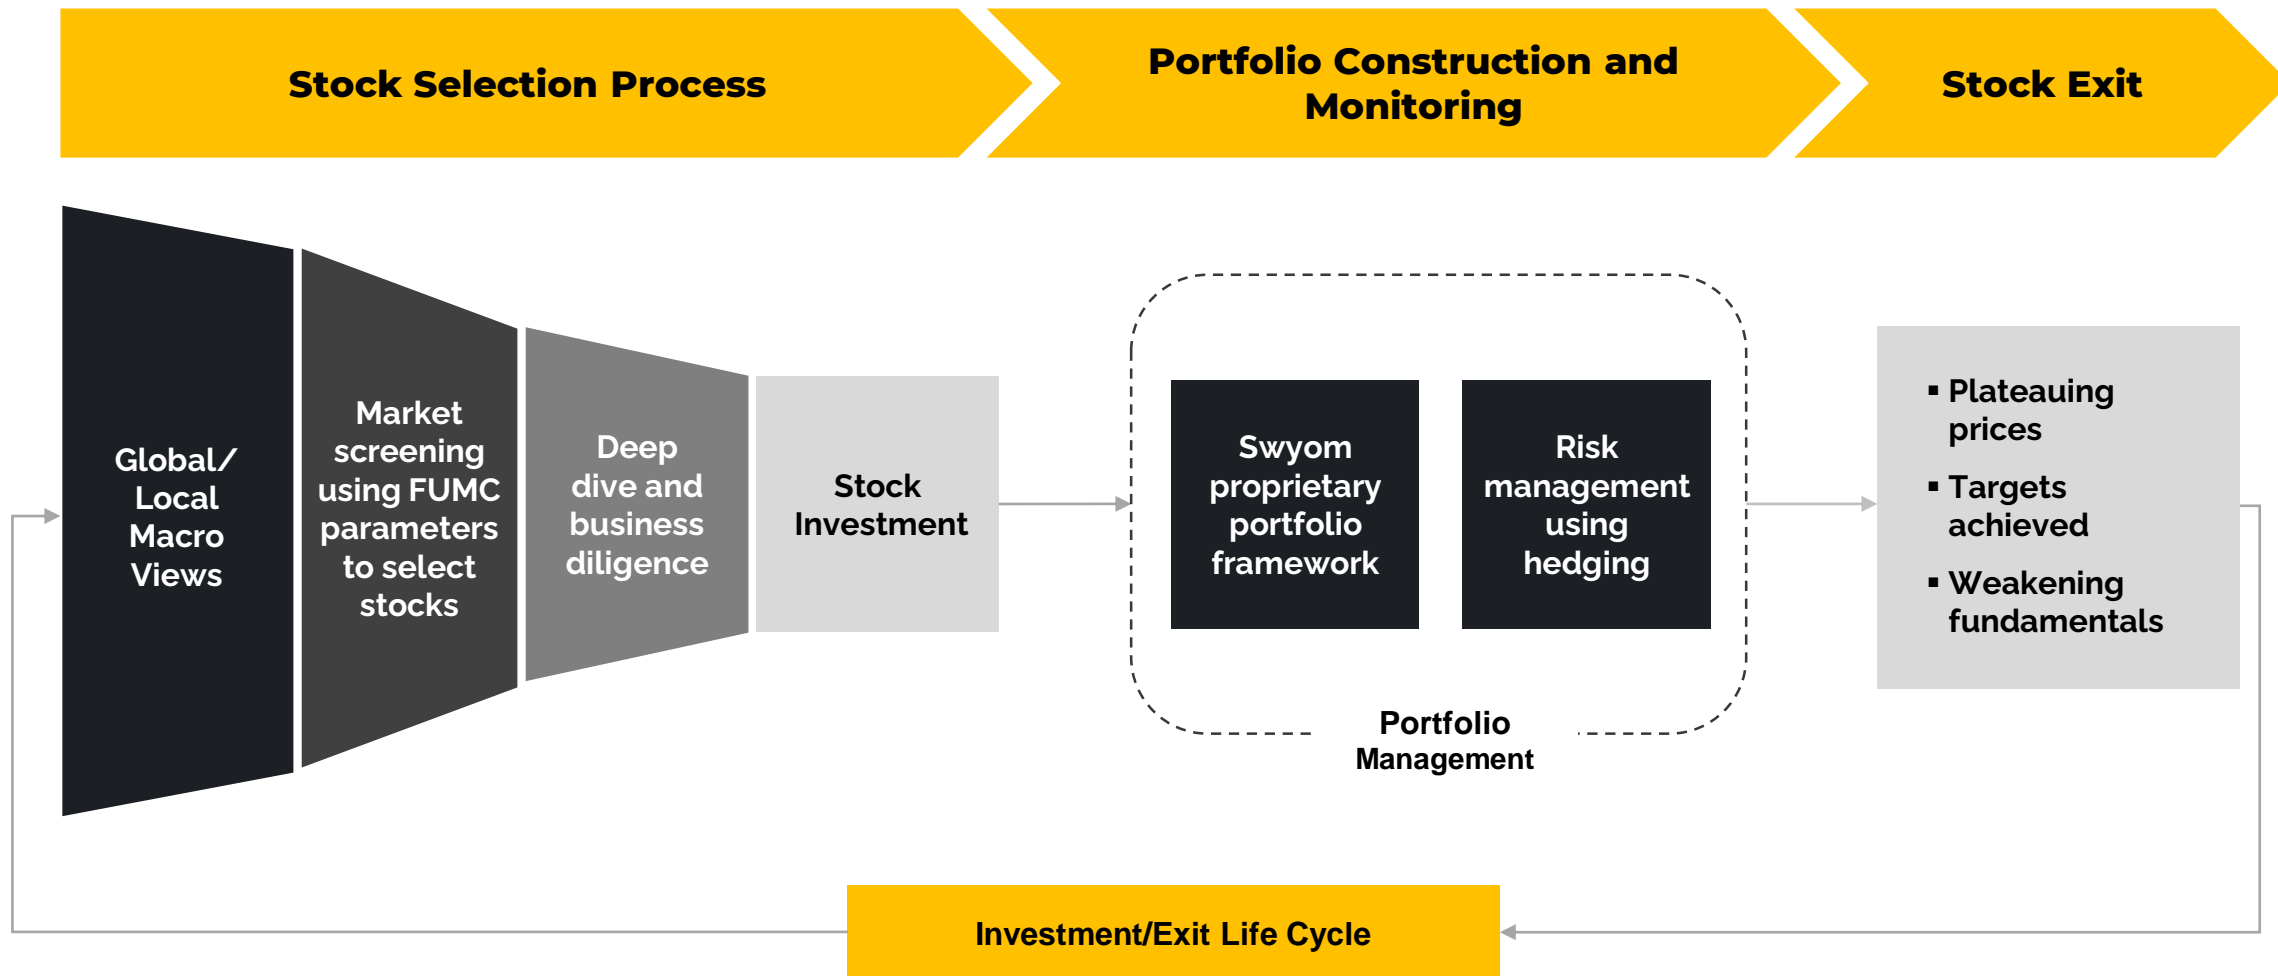 Stock Selection Process
Portfolio Construction and
Monitoring
Stock Exit
Global/
Local
Macro
Views
Market
screening
using FUMC
parameters
to select
stocks
Deep
dive and
business
diligence
Stock
Investment
Swyom
proprietary
portfolio
framework
Risk
management
using
hedging
Portfolio
Management
▪ Plateauing
prices
▪ Targets
achieved
▪ Weakening
fundamentals
Investment/Exit Life Cycle